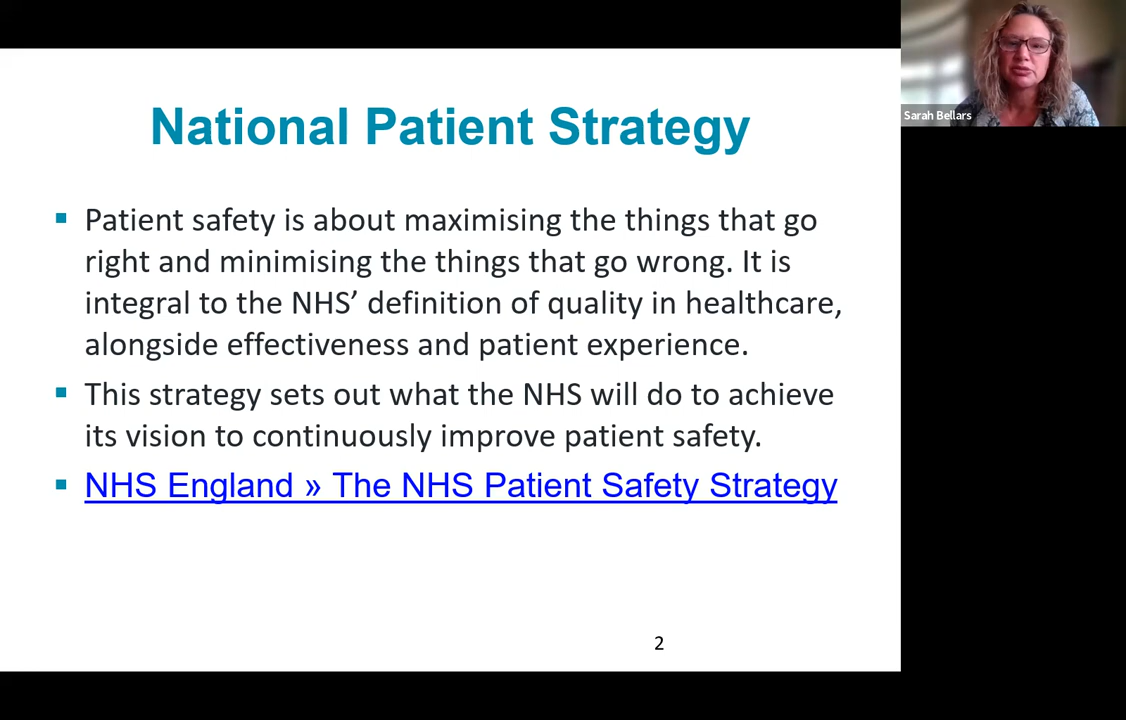 National Patient Strategy
▪ Patient safety is about maximising the things that go
right and minimising the things that go wrong. It is
integral to the NHS’ definition of quality in healthcare,
alongside effectiveness and patient experience.
▪ This strategy sets out what the NHS will do to achieve
its vision to continuously improve patient safety.
▪ NHS England » The NHS Patient Safety Strategy
2
Sarah Bellars